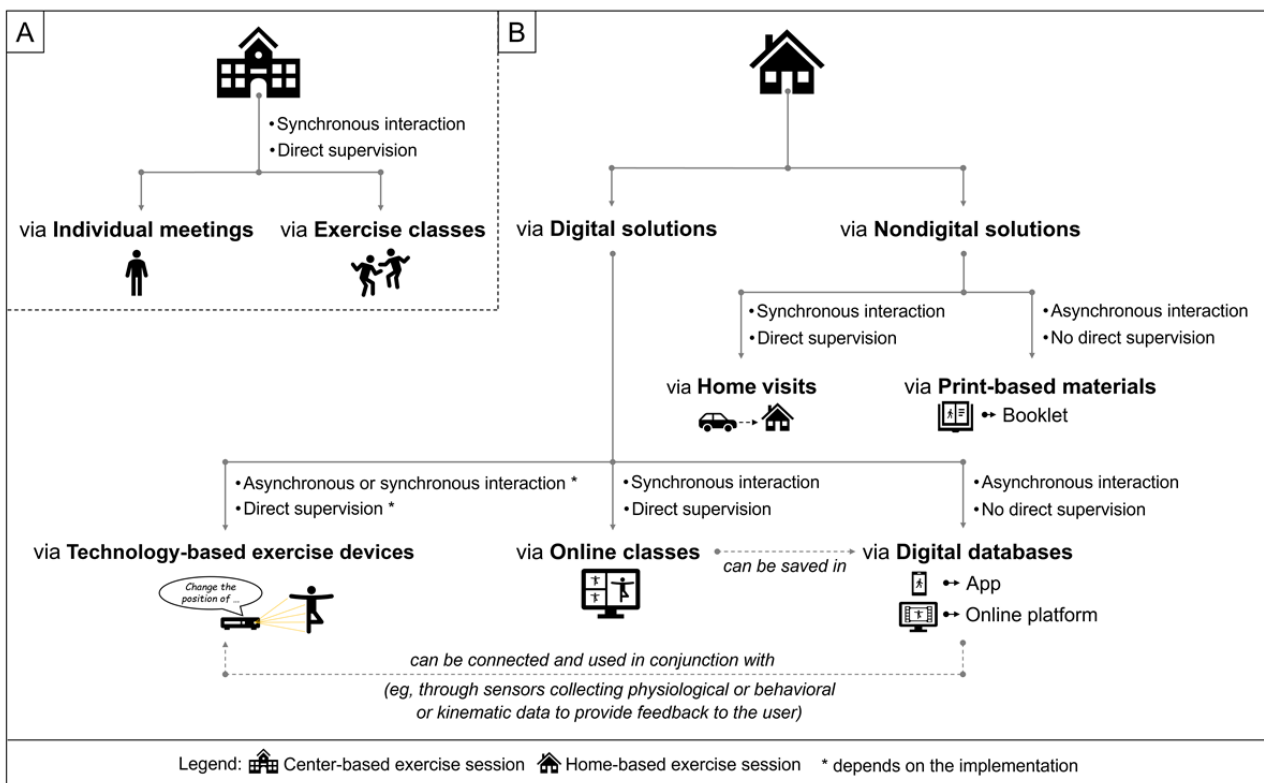 A
B
• Synchronous interaction
• Direct supervision
via Individual meetings
via Exercise classes
via Digital solutions
via Nondigital solutions
• Synchronous interaction
• Direct supervision
• Asynchronous interaction
• No direct supervision
via Home visits
via Print-based materials
Booklet
• Asynchronous or synchronous interaction *
• Direct supervision *
• Synchronous interaction
• Direct supervision
• Asynchronous interaction
• No direct supervision
via Technology-based exercise devices
via Online classes
can be saved in
via Digital databases
Change the
position of ...
App
Online platform
can be connected and used in conjunction with
(eg, through sensors collecting physiological or behavioral
or kinematic data to provide feedback to the user)
Legend: Center-based exercise session Home-based exercise session * depends on the implementation